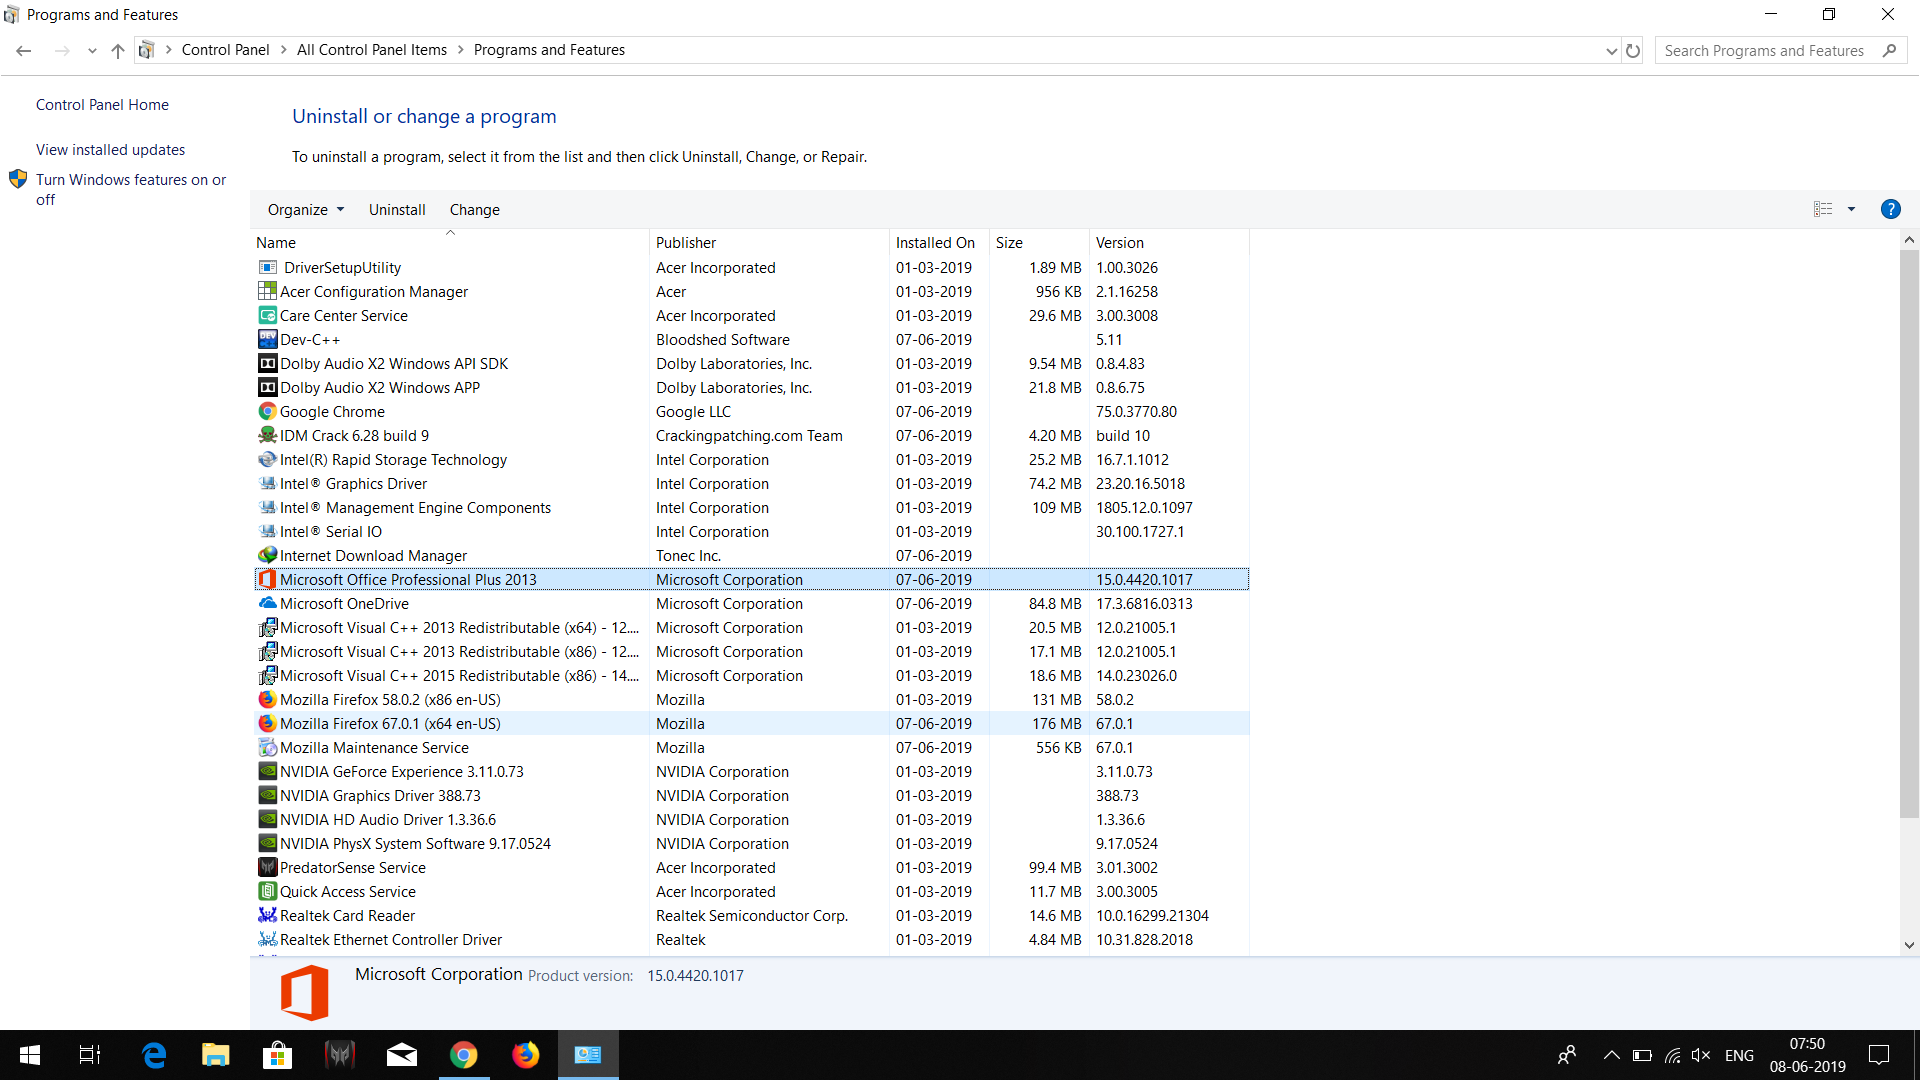 Programs and Features
Control Panel > All Control Panel Items > Programs and Features
Search Programs and Features
Control Panel Home
View installed updates
Turn Windows features on or
off
Uninstall or change a program
To uninstall a program, select it from the list and then click Uninstall, Change, or Repair.
Organize Uninstall Change
Name Publisher Installed On Size Version
DriverSetupUtility Acer Incorporated 01-03-2019 1.89 MB 1.00.3026
Acer Configuration Manager Acer 01-03-2019 956 KB 2.1.16258
Care Center Service Acer Incorporated 01-03-2019 29.6 MB 3.00.3008
Dev-C++ Bloodshed Software 07-06-2019 5.11
Dolby Audio X2 Windows API SDK Dolby Laboratories, Inc. 01-03-2019 9.54 MB 0.8.4.83
Dolby Audio X2 Windows APP Dolby Laboratories, Inc. 01-03-2019 21.8 MB 0.8.6.75
Google Chrome Google LLC 07-06-2019 75.0.3770.80
IDM Crack 6.28 build 9 Crackingpatching.com Team 07-06-2019 4.20 MB build 10
Intel(R) Rapid Storage Technology Intel Corporation 01-03-2019 25.2 MB 16.7.1.1012
Intel® Graphics Driver Intel Corporation 01-03-2019 74.2 MB 23.20.16.5018
Intel® Management Engine Components Intel Corporation 01-03-2019 109 MB 1805.12.0.1097
Intel® Serial IO Intel Corporation 01-03-2019 30.100.1727.1
Internet Download Manager Tonec Inc. 07-06-2019
Microsoft Office Professional Plus 2013 Microsoft Corporation 07-06-2019 15.0.4420.1017
Microsoft OneDrive Microsoft Corporation 07-06-2019 84.8 MB 17.3.6816.0313
Microsoft Visual C++ 2013 Redistributable (x64) - 12.... Microsoft Corporation 01-03-2019 20.5 MB 12.0.21005.1
Microsoft Visual C++ 2013 Redistributable (x86) - 12.... Microsoft Corporation 01-03-2019 17.1 MB 12.0.21005.1
Microsoft Visual C++ 2015 Redistributable (x86) - 14.... Microsoft Corporation 01-03-2019 18.6 MB 14.0.23026.0
Mozilla Firefox 58.0.2 (x86 en-US) Mozilla 01-03-2019 131 MB 58.0.2
Mozilla Firefox 67.0.1 (x64 en-US) Mozilla 07-06-2019 176 MB 67.0.1
Mozilla Maintenance Service Mozilla 07-06-2019 556 KB 67.0.1
NVIDIA GeForce Experience 3.11.0.73 NVIDIA Corporation 01-03-2019 3.11.0.73
NVIDIA Graphics Driver 388.73 NVIDIA Corporation 01-03-2019 388.73
NVIDIA HD Audio Driver 1.3.36.6 NVIDIA Corporation 01-03-2019 1.3.36.6
NVIDIA PhysX System Software 9.17.0524 NVIDIA Corporation 01-03-2019 9.17.0524
PredatorSense Service Acer Incorporated 01-03-2019 99.4 MB 3.01.3002
Quick Access Service Acer Incorporated 01-03-2019 11.7 MB 3.00.3005
Realtek Card Reader Realtek Semiconductor Corp. 01-03-2019 14.6 MB 10.0.16299.21304
Realtek Ethernet Controller Driver Realtek 01-03-2019 4.84 MB 10.31.828.2018
Microsoft Corporation Product version: 15.0.4420.1017
ENG
07:50
08-06-2019